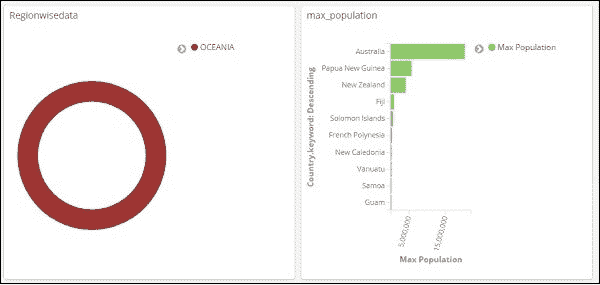 Regionwisedata
OCEANIA
max_population
Max Population
Country.keyword: Descending
Australia
Papua New Guinea
New Zealand
Fiji
Solomon Islands
French Polynesia
New Caledonia
Vanuatu
Samoa
Guam
5,000,000
15,000,000
Max Population